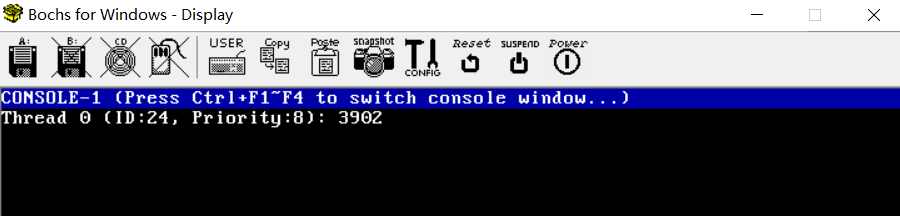 Bochs for Windows - Display
A: B: CD USER Copy Paste snapshot CONFIG Reset SUSPEND Power
CONSOLE-1 (Press Ctrl+F1~F4 to switch console window...)
Thread 0 (ID:24, Priority:8): 3902